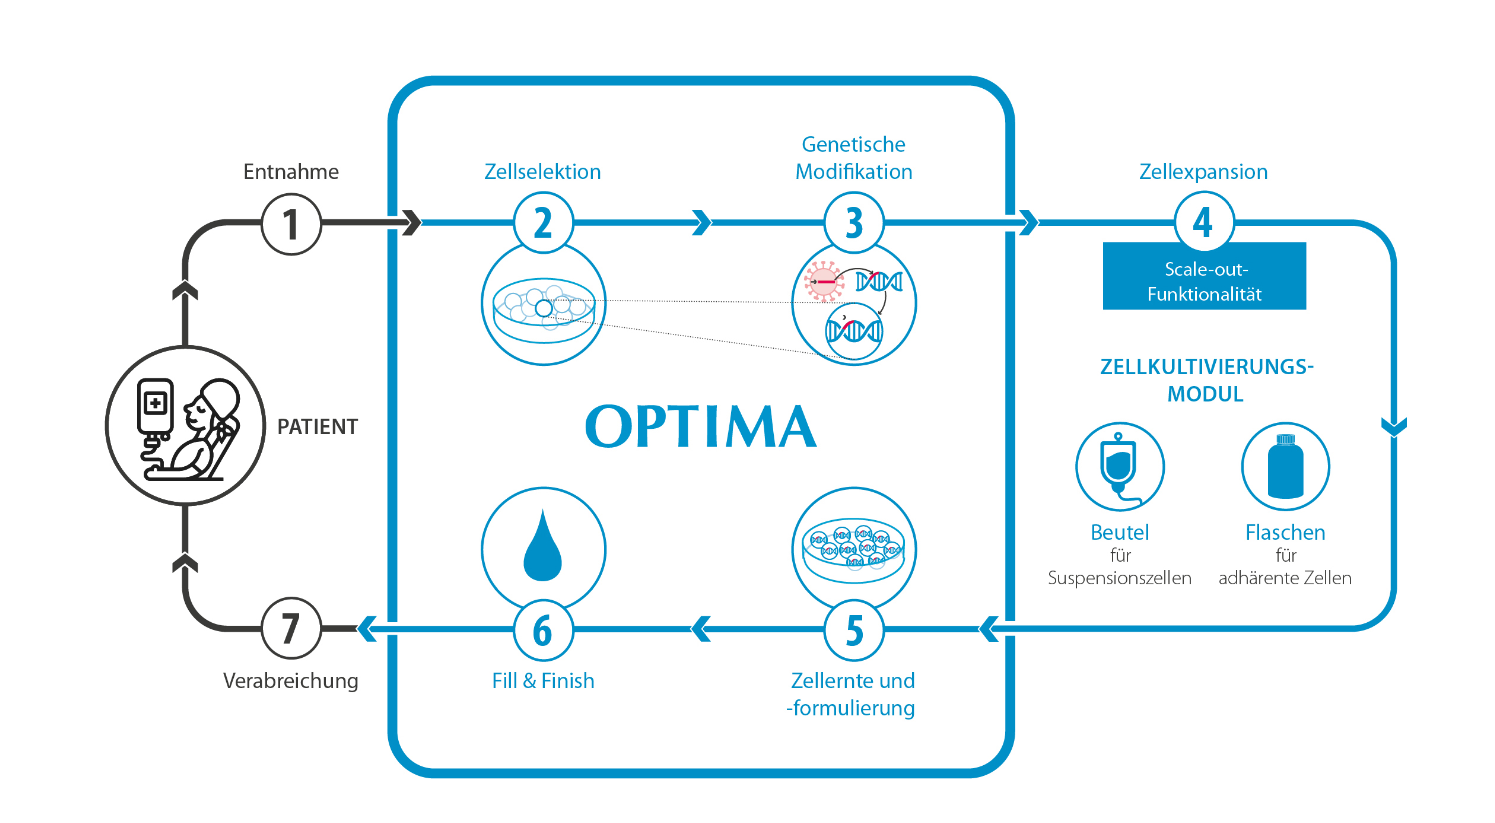 Entnahme
1
Zellselektion
2
Genetische
Modifikation
3
Zellexpansion
4
Scale-out-
Funktionalität
ZELLKULTIVIERUNGS-
MODUL
Beutel
für
Suspensionszellen
Flaschen
für
adhärente Zellen
PATIENT
OPTIMA
5
Zellernte und
-formulierung
6
Fill & Finish
7
Verabreichung